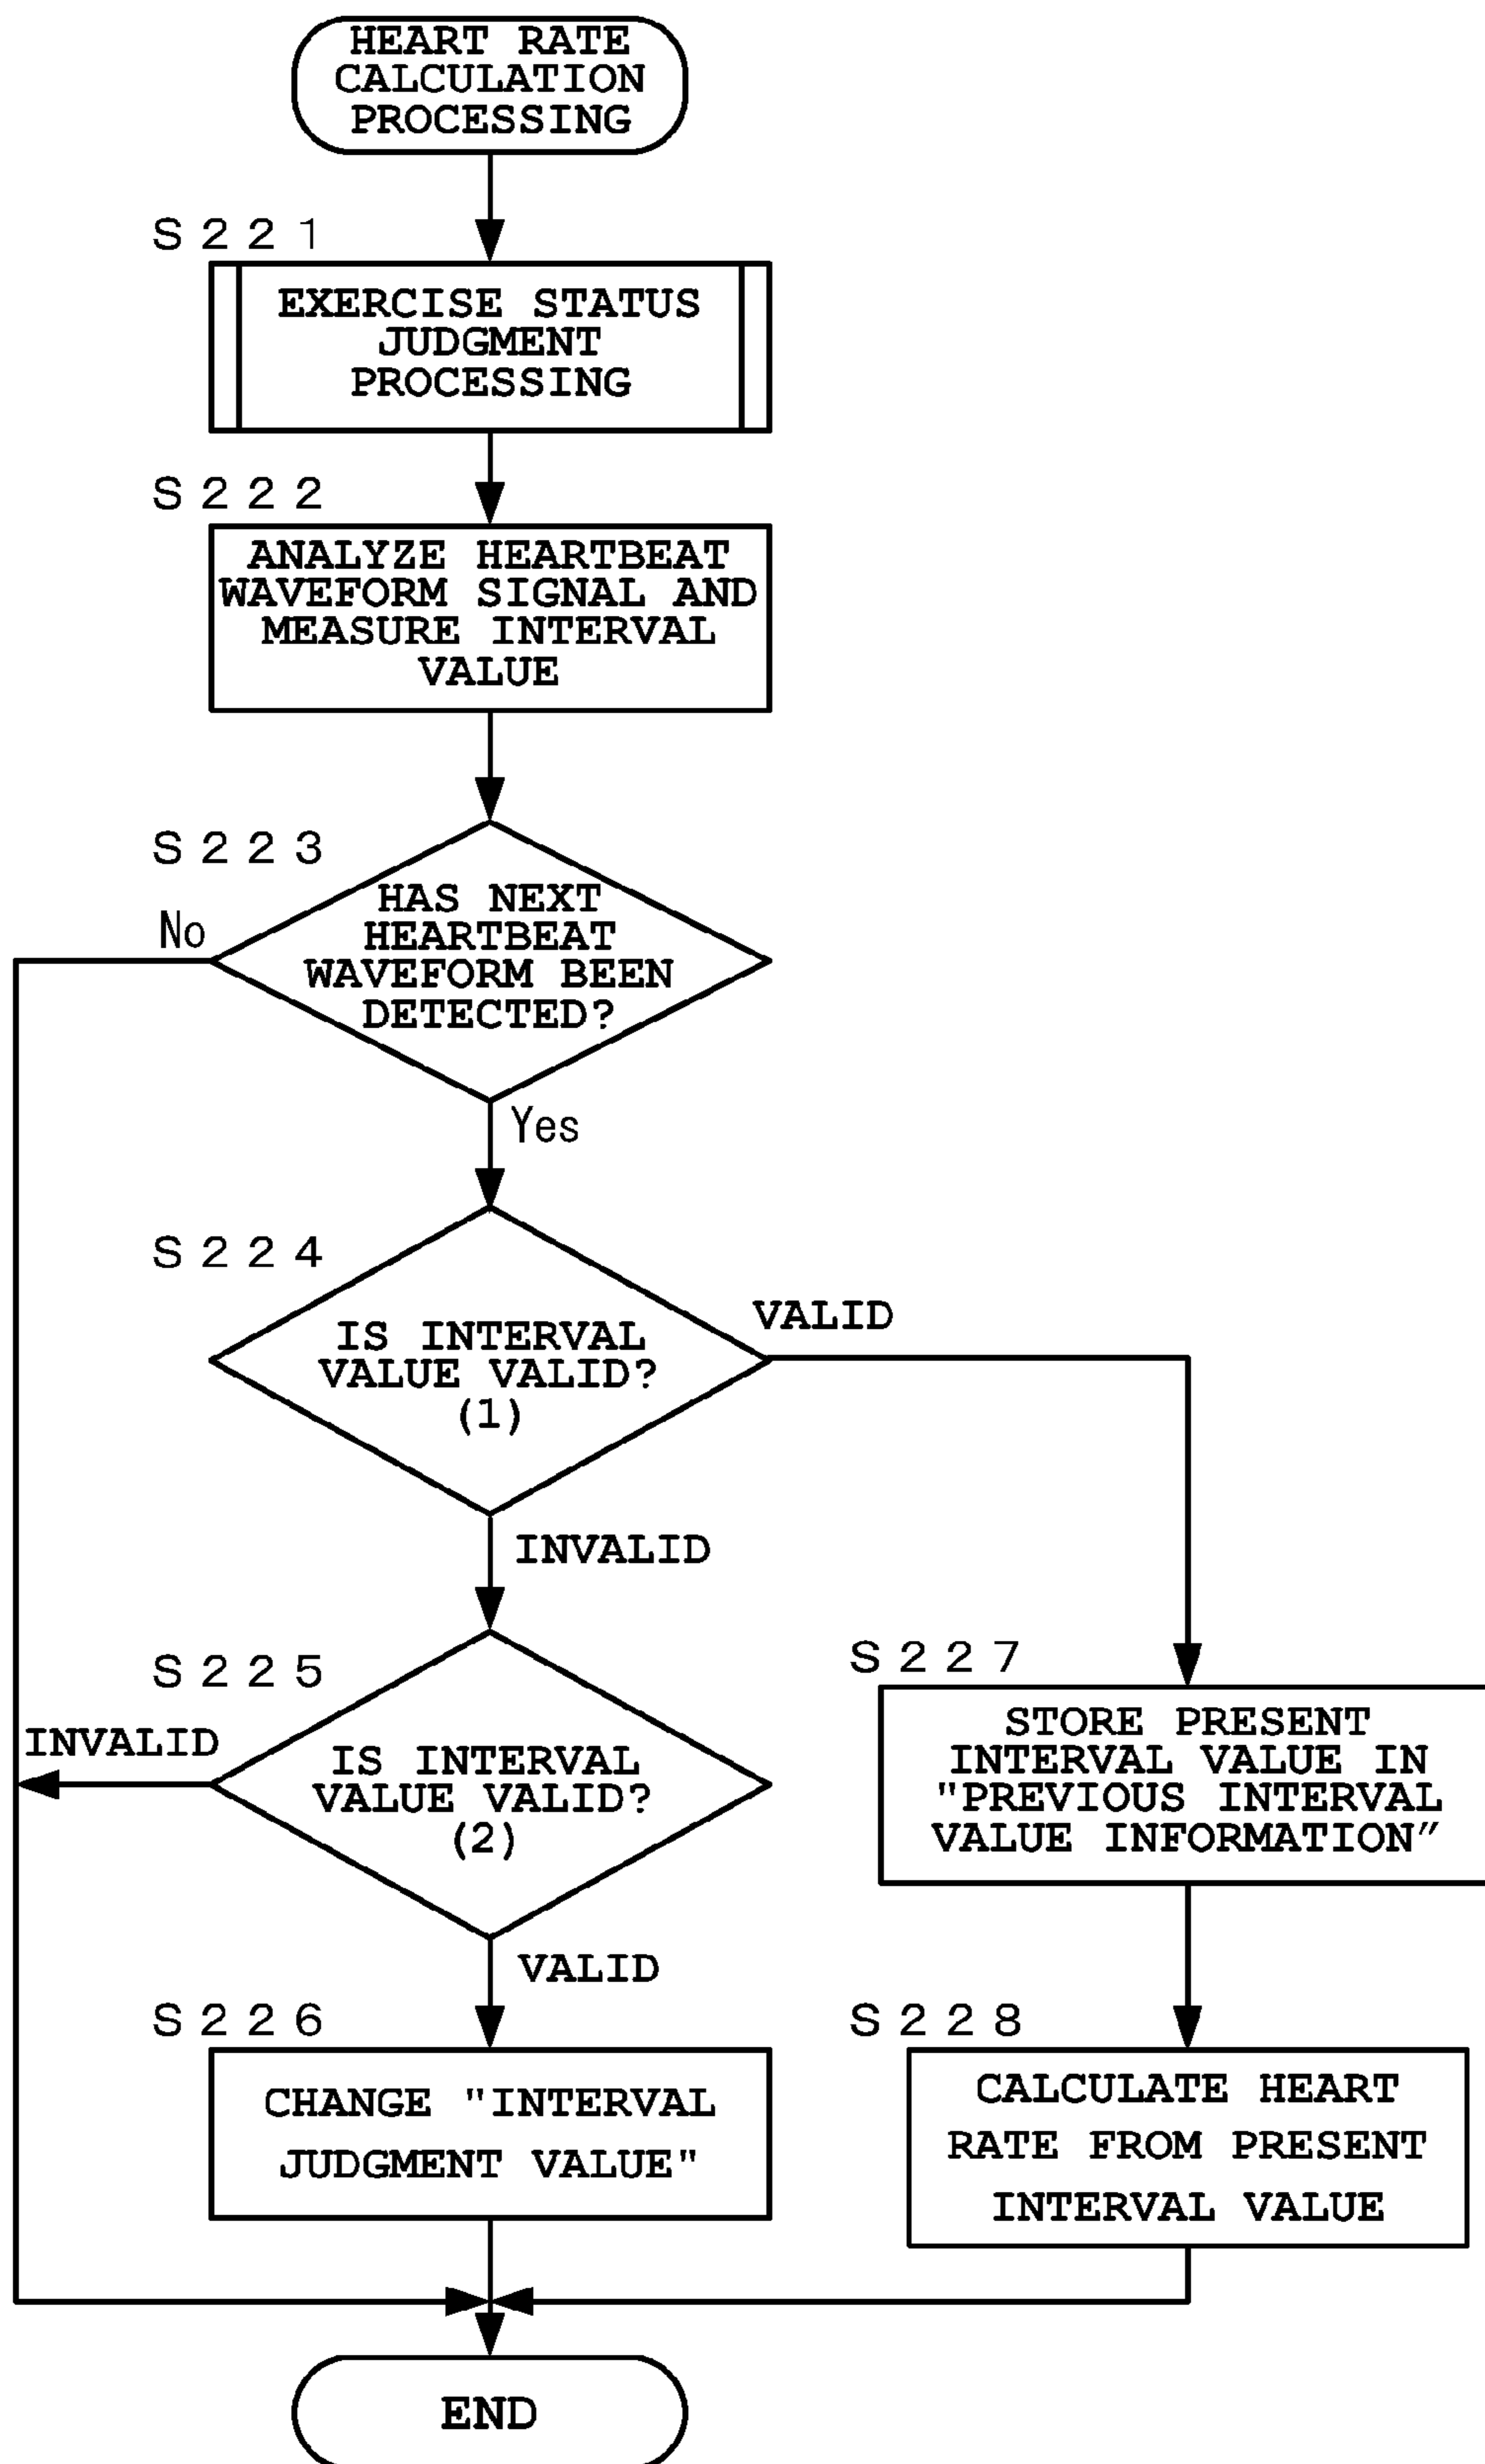 HEART RATE
CALCULATION
PROCESSING
S221
EXERCISE STATUS
JUDGMENT
PROCESSING
S222
ANALYZE HEARTBEAT
WAVEFORM SIGNAL AND
MEASURE INTERVAL
VALUE
S223
HAS NEXT
HEARTBEAT
WAVEFORM BEEN
DETECTED?
No
Yes
S224
IS INTERVAL
VALUE VALID?
(1)
VALID
INVALID
S225
IS INTERVAL
VALUE VALID?
(2)
INVALID
VALID
S226
CHANGE "INTERVAL
JUDGMENT VALUE"
S227
STORE PRESENT
INTERVAL VALUE IN
"PREVIOUS INTERVAL
VALUE INFORMATION"
S228
CALCULATE HEART
RATE FROM PRESENT
INTERVAL VALUE
END